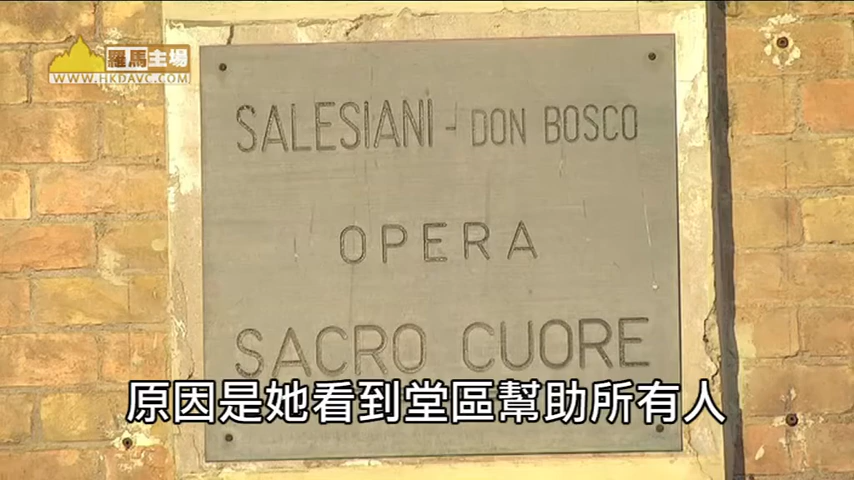 羅馬主場
WWW.HKDAVC.COM
SALESIANI - DON BOSCO
OPERA
SACRO CUORE
原因是她看到堂區幫助所有人